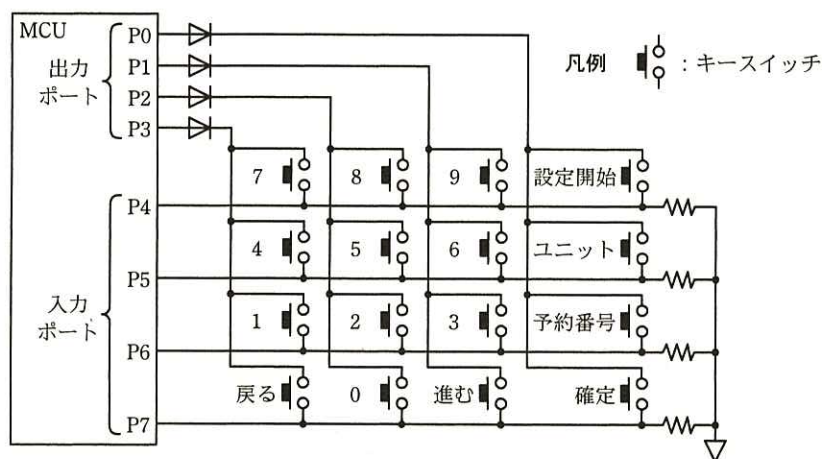 MCU
P0
出力
ポート
P1
P2
P3
凡例
：キースイッチ
7
8
9
設定開始
P4
4
5
6
ユニット
P5
入力
ポート
1
2
3
予約番号
P6
戻る
0
進む
確定
P7